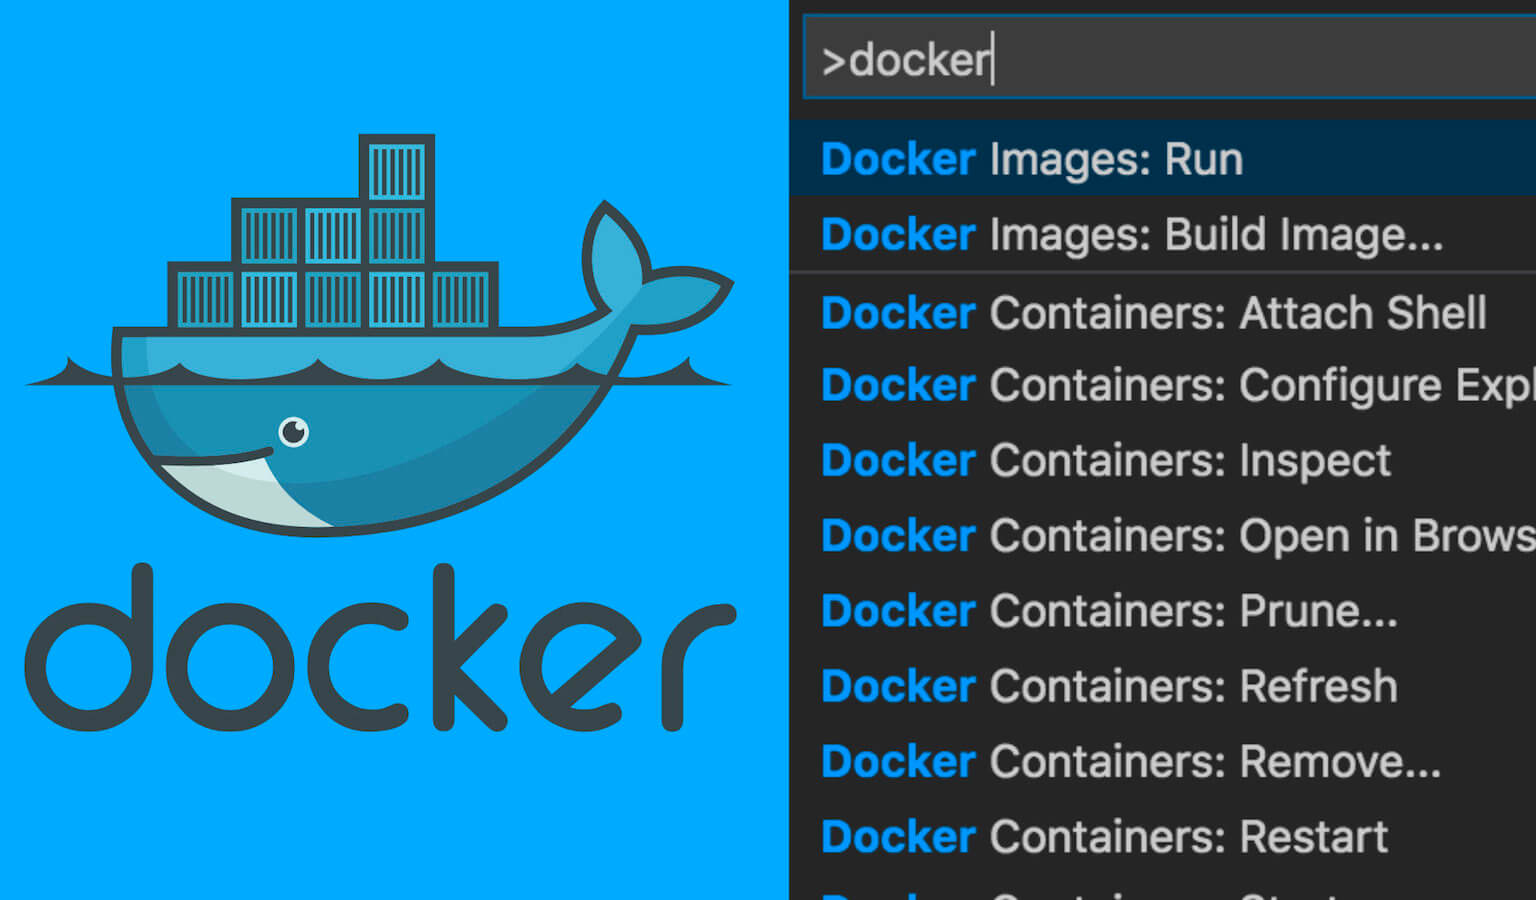 docker
>docker
Docker Images: Run
Docker Images: Build Image...
Docker Containers: Attach Shell
Docker Containers: Configure Expl
Docker Containers: Inspect
Docker Containers: Open in Brows
Docker Containers: Prune...
Docker Containers: Refresh
Docker Containers: Remove...
Docker Containers: Restart